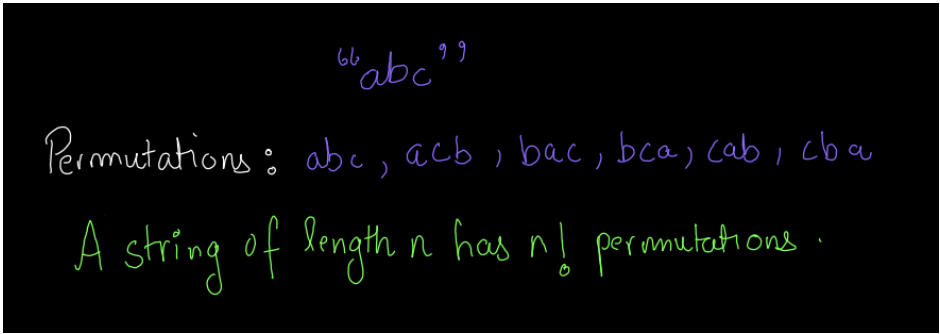 “abc”
Permutations: abc, acb, bac, bca, cab, cba
A string of length n has n! permutations.